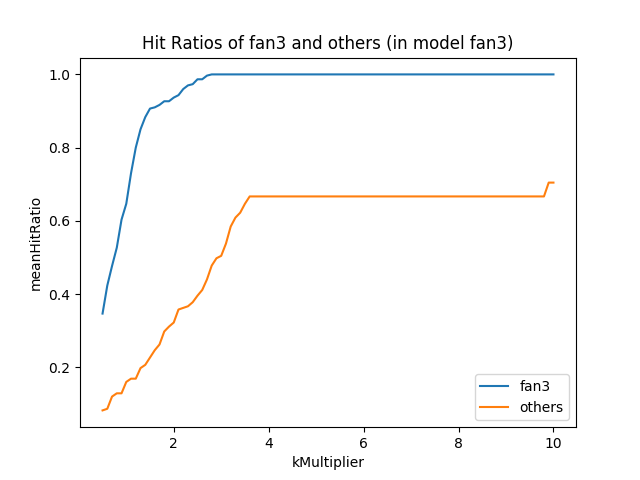 Hit Ratios of fan3 and others (in model fan3)
1.0
0.8
0.6
0.4
0.2
meanHitRatio
fan3
others
2
4
6
8
10
kMultiplier